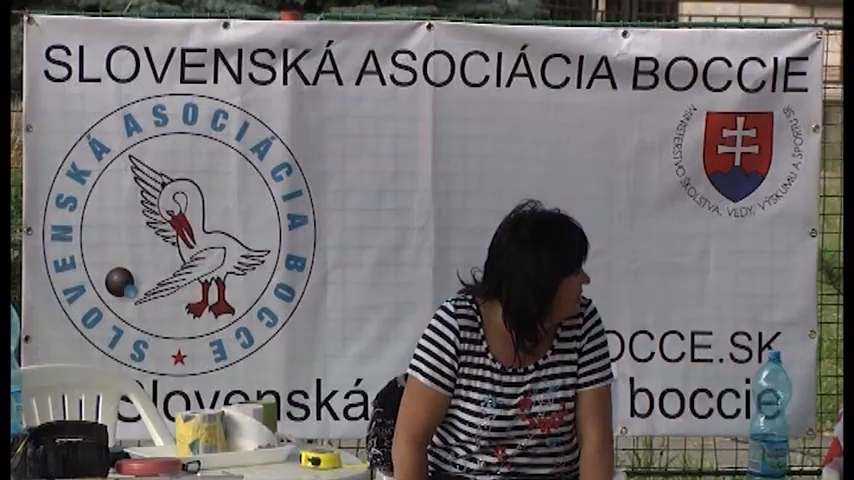 SLOVENSKÁ ASOCIÁCIA BOCCIE
SLOVENSKÁ ASOCIÁCIA BOCCE
MINISTERSTVO ŠKOLSTVA, VEDY, VÝSKUMU A ŠPORTU SR
OCCE.SK
Slovenská
boccie